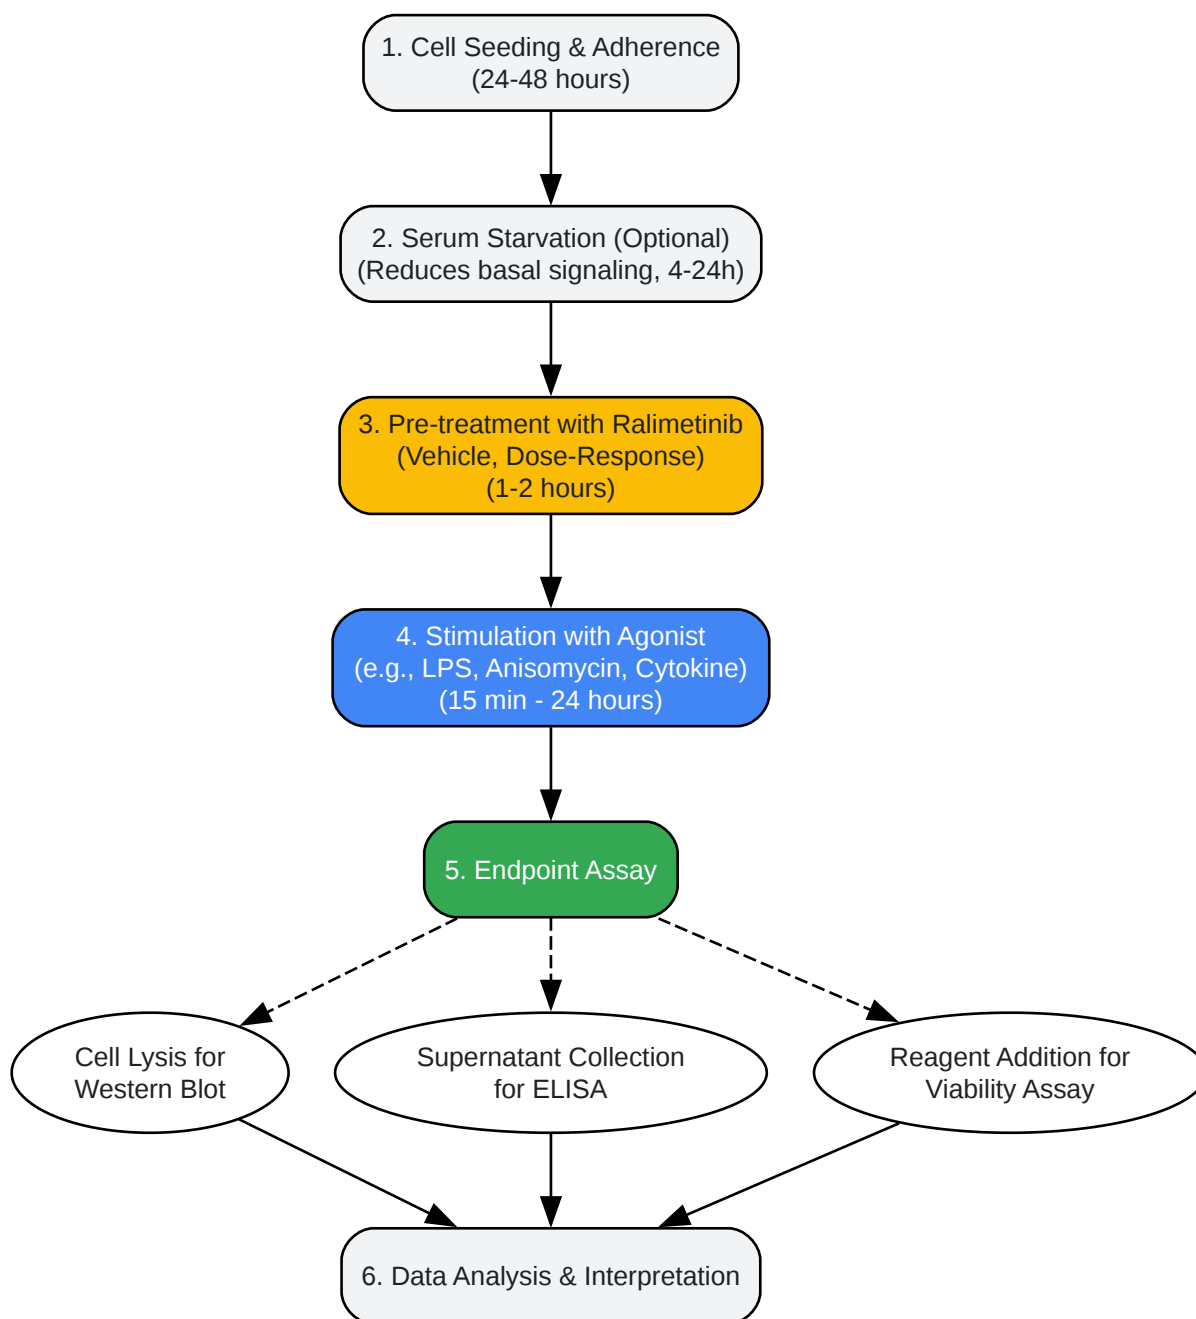 1. Cell Seeding & Adherence
(24-48 hours)
2. Serum Starvation (Optional)
(Reduces basal signaling, 4-24h)
3. Pre-treatment with Ralimetinib
(Vehicle, Dose-Response)
(1-2 hours)
4. Stimulation with Agonist
(e.g., LPS, Anisomycin, Cytokine)
(15 min - 24 hours)
5. Endpoint Assay
Cell Lysis for
Western Blot
Supernatant Collection
for ELISA
Reagent Addition for
Viability Assay
6. Data Analysis & Interpretation